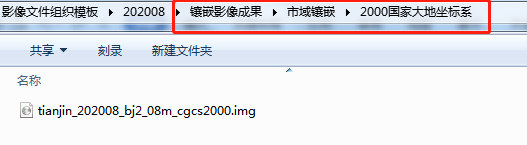 影像文件组织模板 ▸ 202008 ▸ 镶嵌影像成果 ▸ 市域镶嵌 ▸ 2000国家大地坐标系
共享 ▼ 刻录 新建文件夹
名称
tianjin_202008_bj2_08m_cgcs2000.img